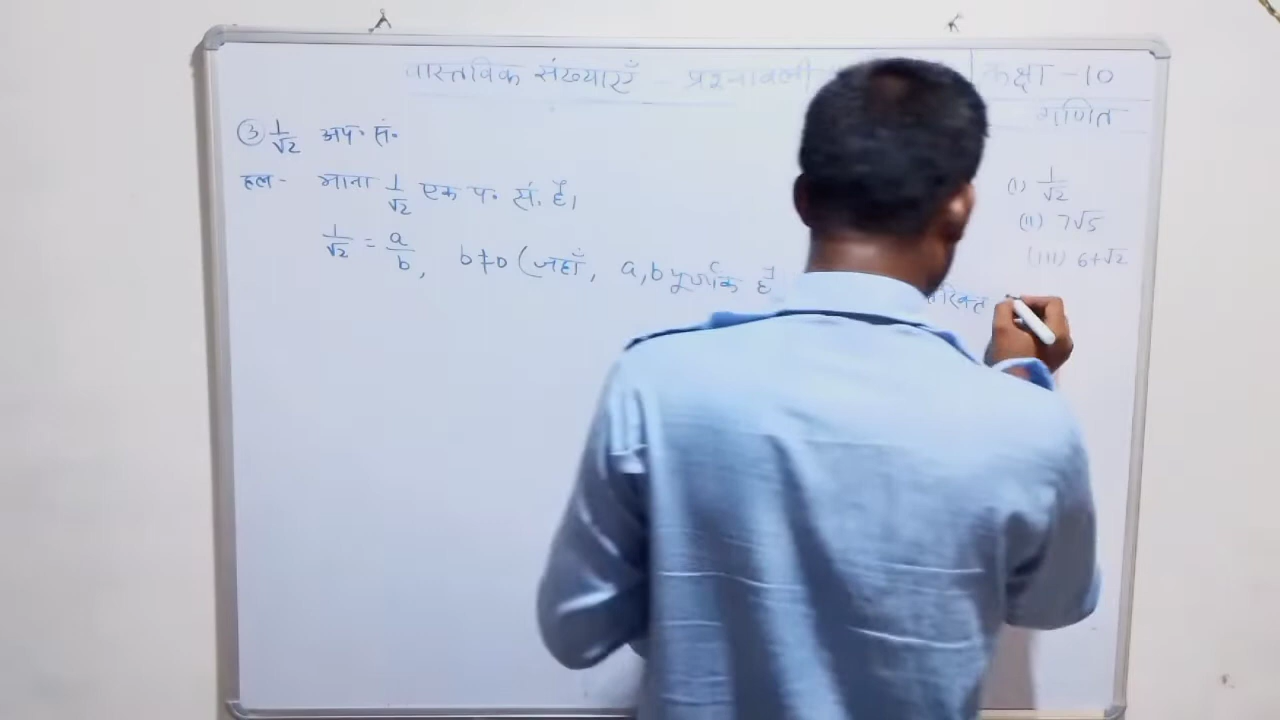 वास्तविक संख्याएँ - प्रश्नावली
कक्षा - 10
गणित
③ 1/√2 अप. सं.
हल - माना 1/√2 एक प. सं. है।
1/√2 = a/b, b≠0 (जहाँ, a,b पूर्णांक हैं
(i) 1/√2
(ii) 7√5
(iii) 6+√2